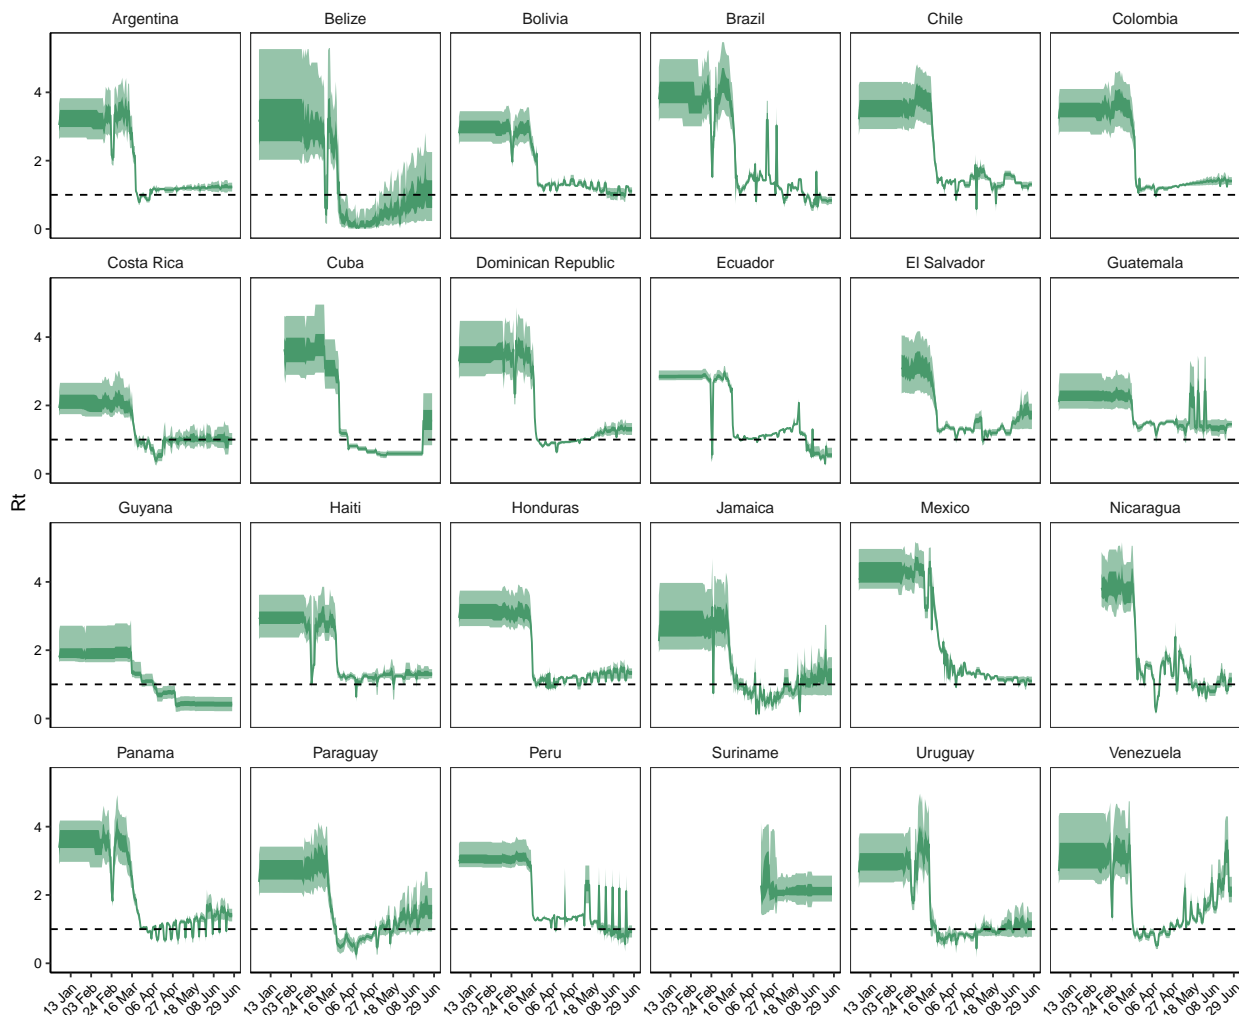 Argentina Belize Bolivia Brazil Chile Colombia
4
2
0
Costa Rica Cuba Dominican Republic Ecuador El Salvador Guatemala
4
2
0
Rt
Guyana Haiti Honduras Jamaica Mexico Nicaragua
4
2
0
Panama Paraguay Peru Suriname Uruguay Venezuela
4
2
0
13 Jan 03 Feb 24 Feb 16 Mar 06 Apr 27 Apr 18 May 08 Jun 29 Jun 13 Jan 03 Feb 24 Feb 16 Mar 06 Apr 27 Apr 18 May 08 Jun 29 Jun 13 Jan 03 Feb 24 Feb 16 Mar 06 Apr 27 Apr 18 May 08 Jun 29 Jun 13 Jan 03 Feb 24 Feb 16 Mar 06 Apr 27 Apr 18 May 08 Jun 29 Jun 13 Jan 03 Feb 24 Feb 16 Mar 06 Apr 27 Apr 18 May 08 Jun 29 Jun 13 Jan 03 Feb 24 Feb 16 Mar 06 Apr 27 Apr 18 May 08 Jun 29 Jun